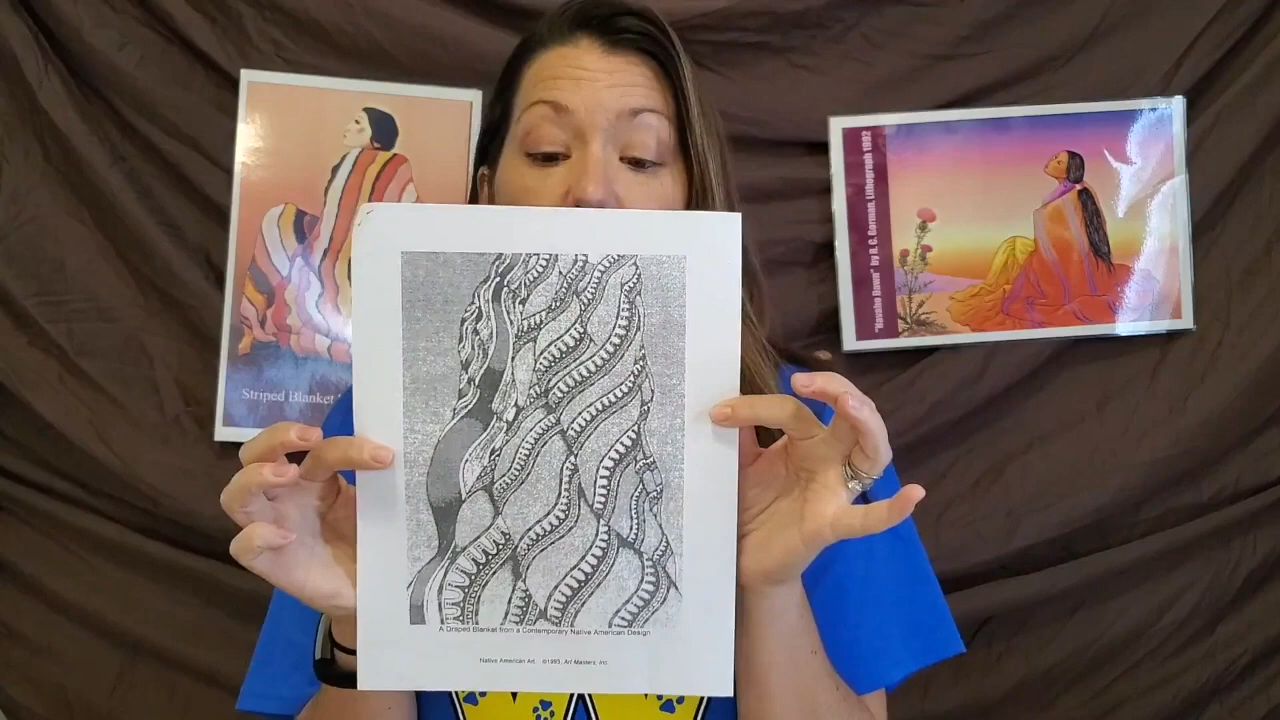 Striped Blanket
"Navaho Dawn" by R. C. Gorman, Lithograph 1992
A Draped Blanket from a Contemporary Native American Design
Native American Art. ©1993, Art Masters, Inc.